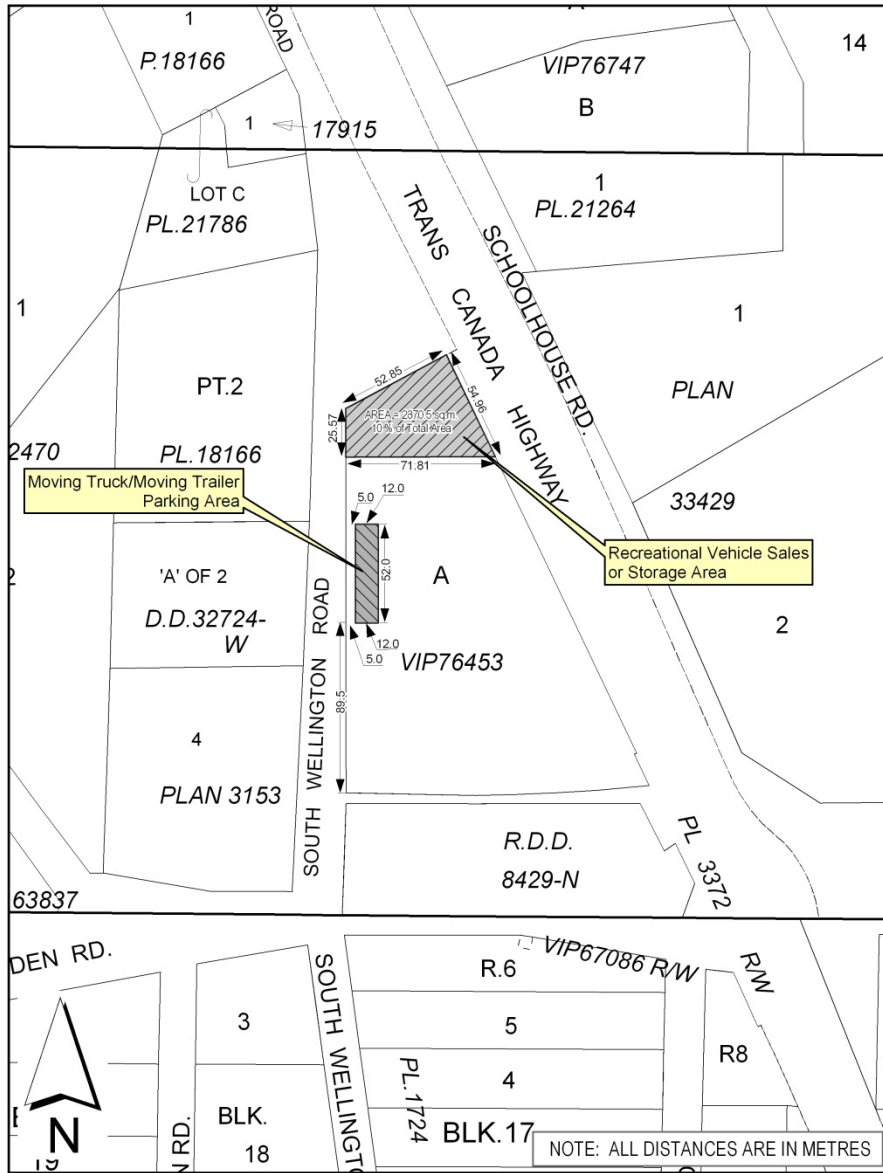 ROAD
1
P.18166
1
17915
VIP76747
B
14
LOT C
PL.21786
1
PL.21264
TRANS CANADA HIGHWAY
SCHOOLHOUSE RD.
1
1
PT.2
PL.18166
PLAN
33429
2470
52.85
54.96
25.57
AREA = 2370.5 sq.m.
10 % of Total Area
71.81
Moving Truck/Moving Trailer
Parking Area
5.0
12.0
52.0
Recreational Vehicle Sales
or Storage Area
A
'A' OF 2
D.D.32724-
W
2
2
12.0
5.0
VIP76453
89.5
SOUTH WELLINGTON ROAD
4
PLAN 3153
R.D.D.
8429-N
PL 3372
63837
DEN RD.
SOUTH WELLINGTO
VIP67086 R/W
R/W
R.6
3
5
R8
4
PL.1724
BLK.
18
BLK.17
N RD.
N
19
NOTE: ALL DISTANCES ARE IN METRES